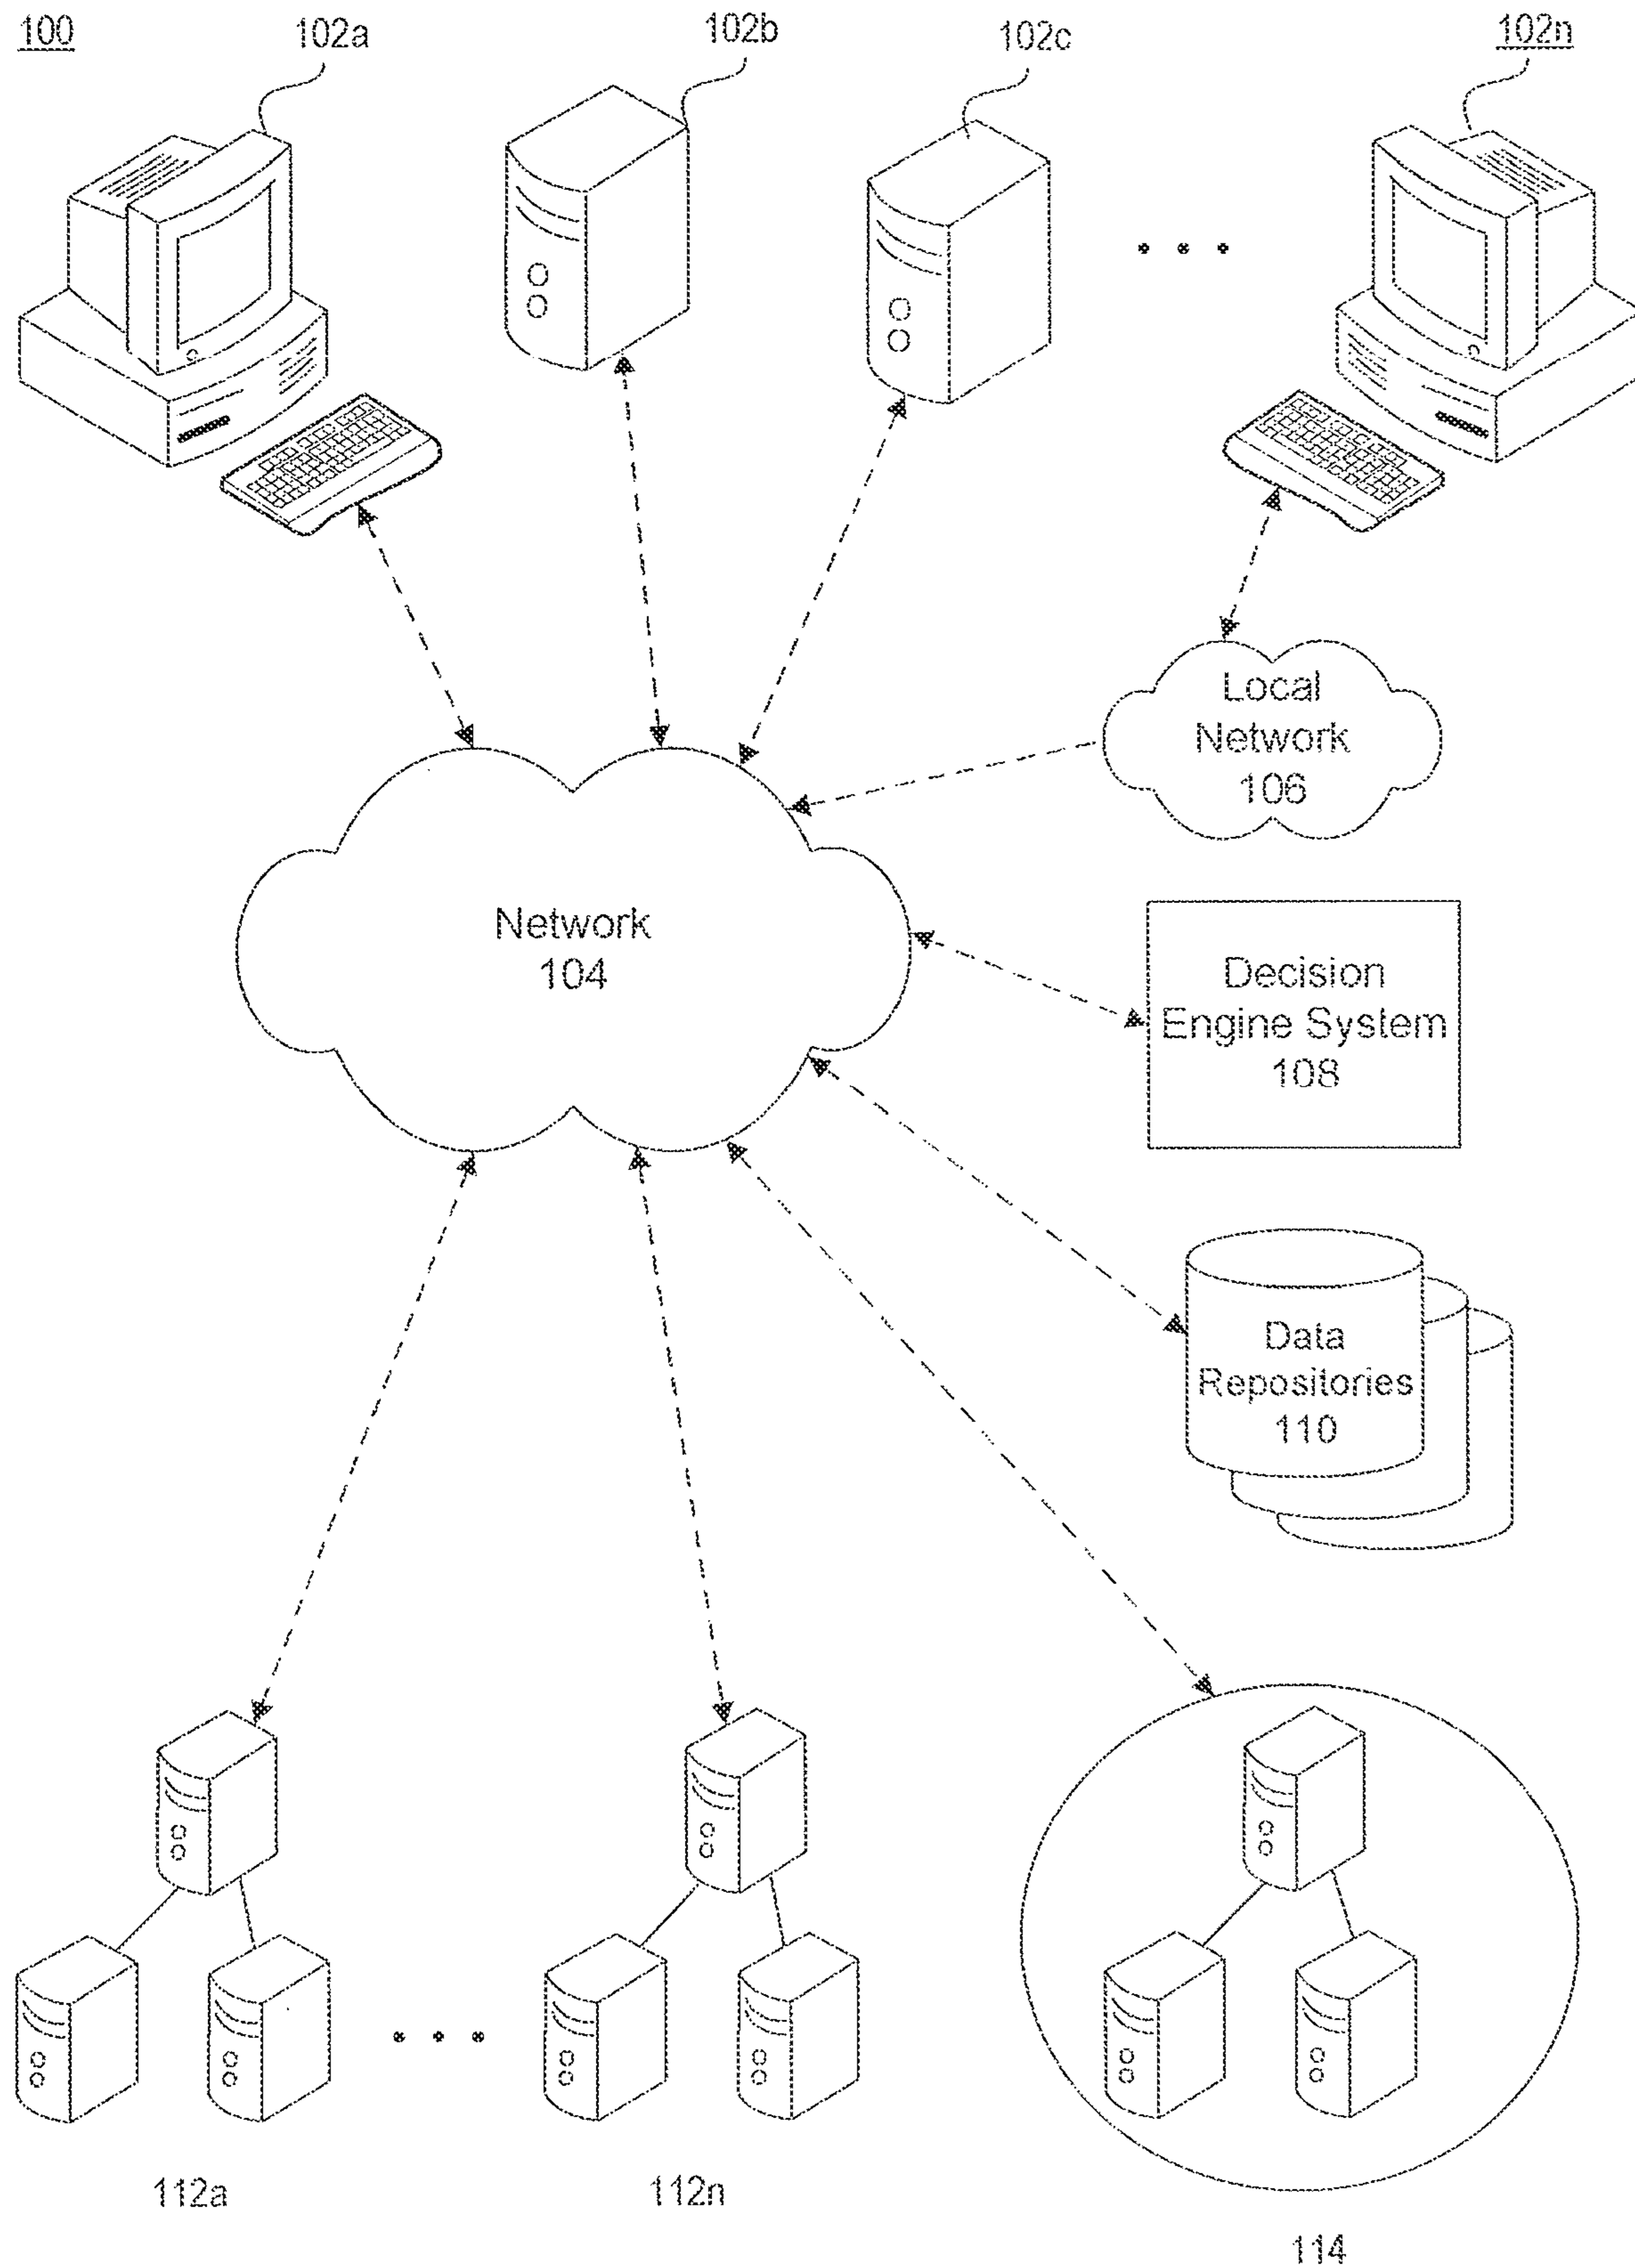 100
102a
102b
102c
102n
Local
Network
106
Network
104
Decision
Engine System
108
Data
Repositories
110
112a
112n
114